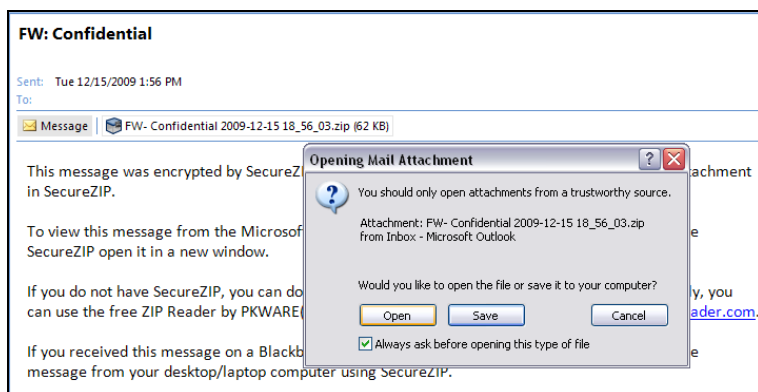 FW: Confidential
Sent: Tue 12/15/2009 1:56 PM
To:
Message FW- Confidential 2009-12-15 18_56_03.zip (62 KB)
This message was encrypted by SecureZ
achment
in SecureZIP.
To view this message from the Microsof
e
SecureZIP open it in a new window.
If you do not have SecureZIP, you can do
ly, you
can use the free ZIP Reader by PKWARE(
ader.com.
If you received this message on a Blackb
e
message from your desktop/laptop computer using SecureZIP.
Opening Mail Attachment
You should only open attachments from a trustworthy source.
Attachment: FW- Confidential 2009-12-15 18_56_03.zip
from Inbox - Microsoft Outlook
Would you like to open the file or save it to your computer?
Open Save Cancel
Always ask before opening this type of file